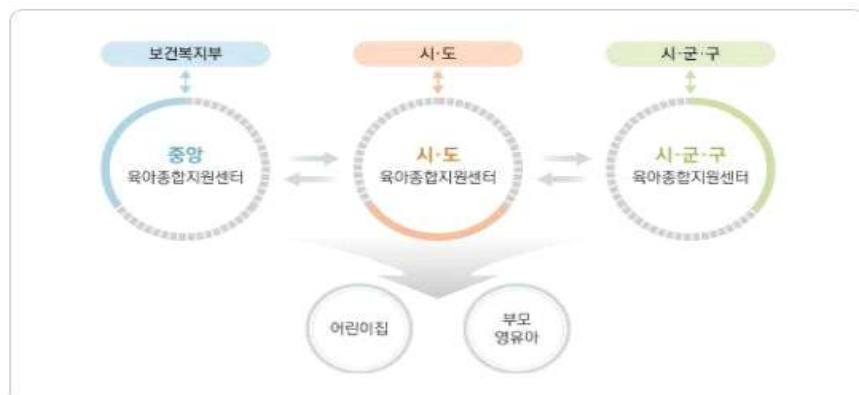 보건복지부
시·도
시·군·구
중앙
육아종합지원센터
시·도
육아종합지원센터
시·군·구
육아종합지원센터
어린이집
부모
영유아